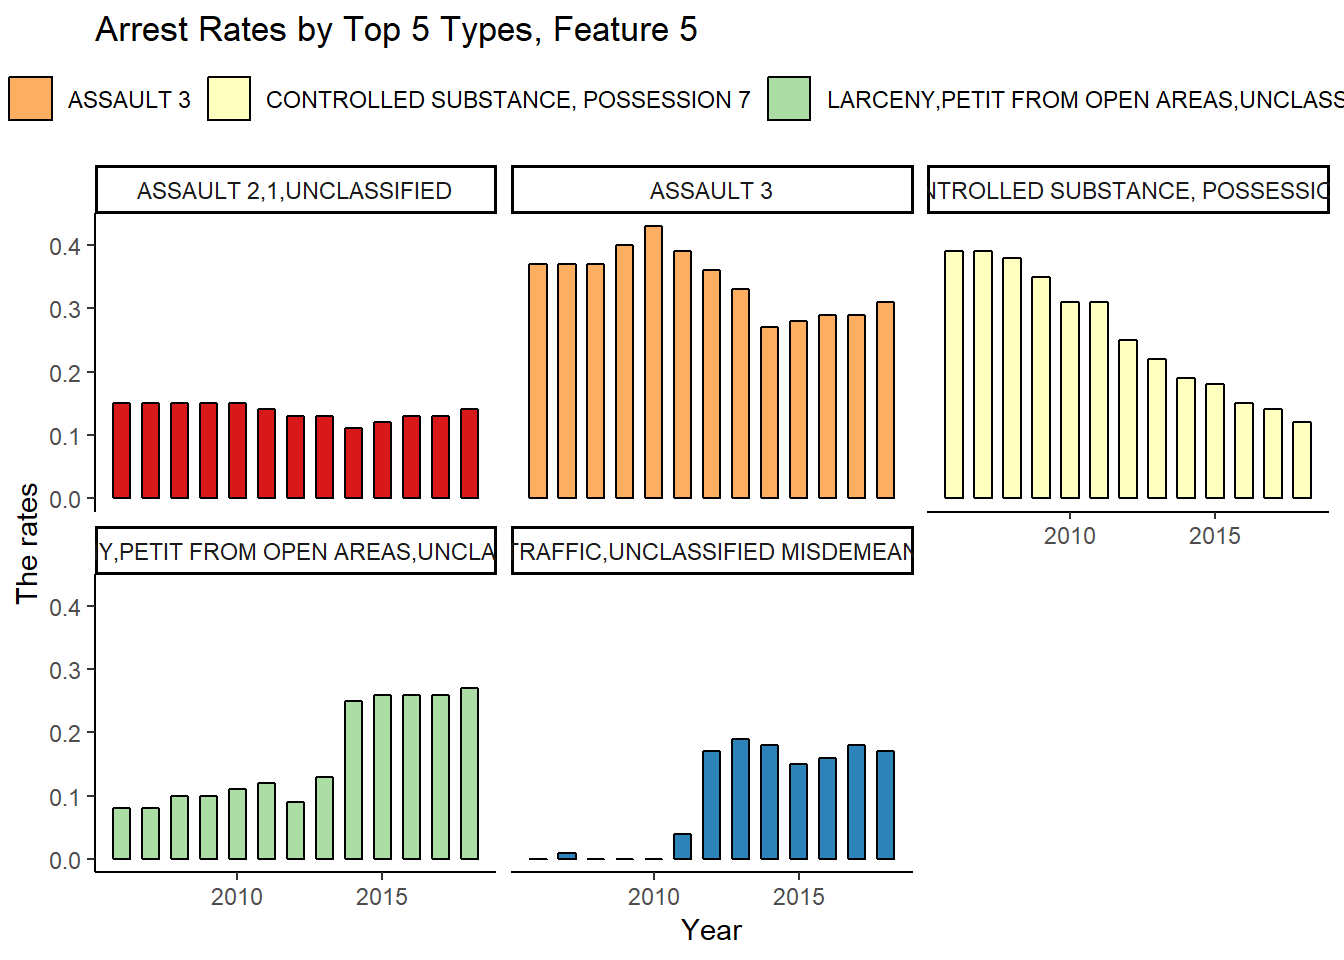 Arrest Rates by Top 5 Types, Feature 5
ASSAULT 3 CONTROLLED SUBSTANCE, POSSESSION 7 LARCENY,PETIT FROM OPEN AREAS,UNCLASS
ASSAULT 2,1,UNCLASSIFIED ASSAULT 3 NTROLLED SUBSTANCE, POSSESSIO
0.4
0.3
0.2
0.1
0.0
2010 2015
The rates
Y,PETIT FROM OPEN AREAS,UNCLA TRAFFIC,UNCLASSIFIED MISDEMEAN
0.4
0.3
0.2
0.1
0.0
2010 2015 2010 2015
Year